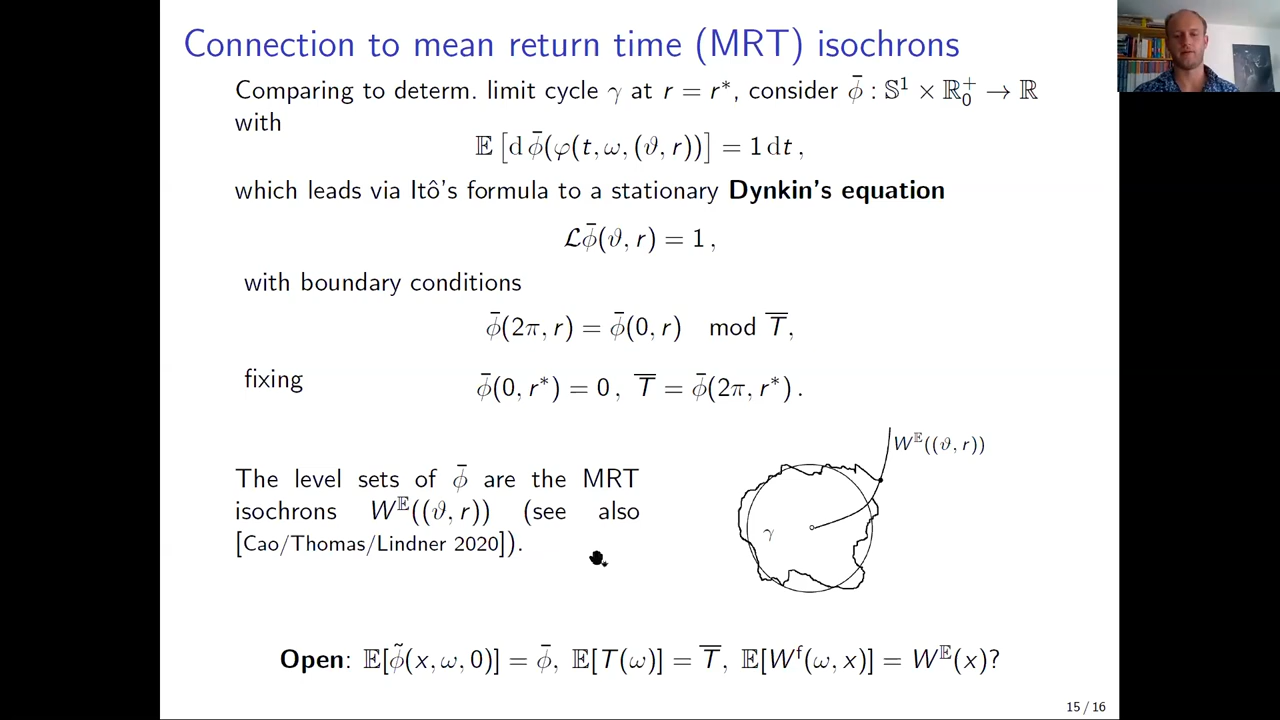 Connection to mean return time (MRT) isochrons
Comparing to determ. limit cycle γ at r = r*, consider ϕ̄ : 𝕊¹ × ℝ₀⁺ → ℝ
with
𝔼 [d ϕ̄(φ(t, ω, (ϑ, r))] = 1 dt ,
which leads via Itô's formula to a stationary Dynkin's equation
ℒϕ̄(ϑ, r) = 1 ,
with boundary conditions
ϕ̄(2π, r) = ϕ̄(0, r) mod T̅,
fixing
ϕ̄(0, r*) = 0 , T̅ = ϕ̄(2π, r*) .
W^𝔼((ϑ, r))
The level sets of ϕ̄ are the MRT
isochrons W^𝔼((ϑ, r)) (see also
[Cao/Thomas/Lindner 2020]).
γ
Open: 𝔼[ϕ̃(x, ω, 0)] = ϕ̄, 𝔼[T(ω)] = T̅, 𝔼[W^f(ω, x)] = W^𝔼(x)?
15 / 16